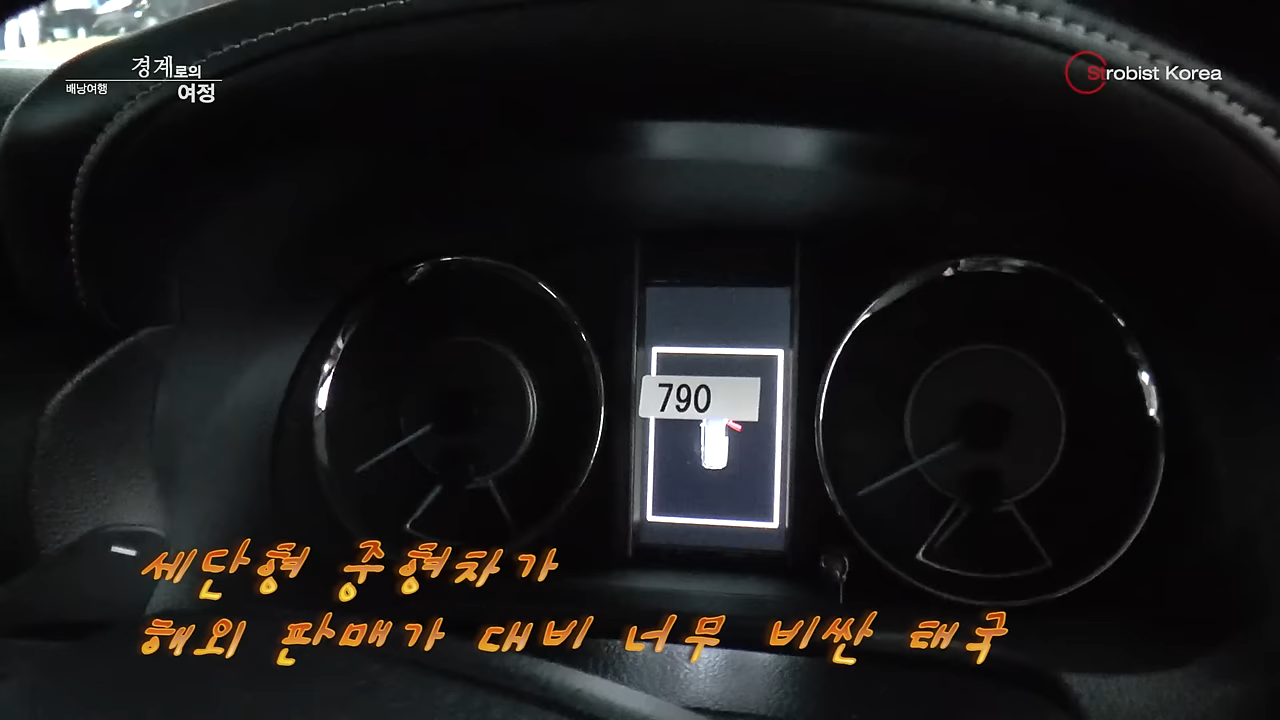 경계로의
배낭여행
여정
Strobist Korea
790
세단형 중형차가
해외 판매가 대비 너무 비싼 태국